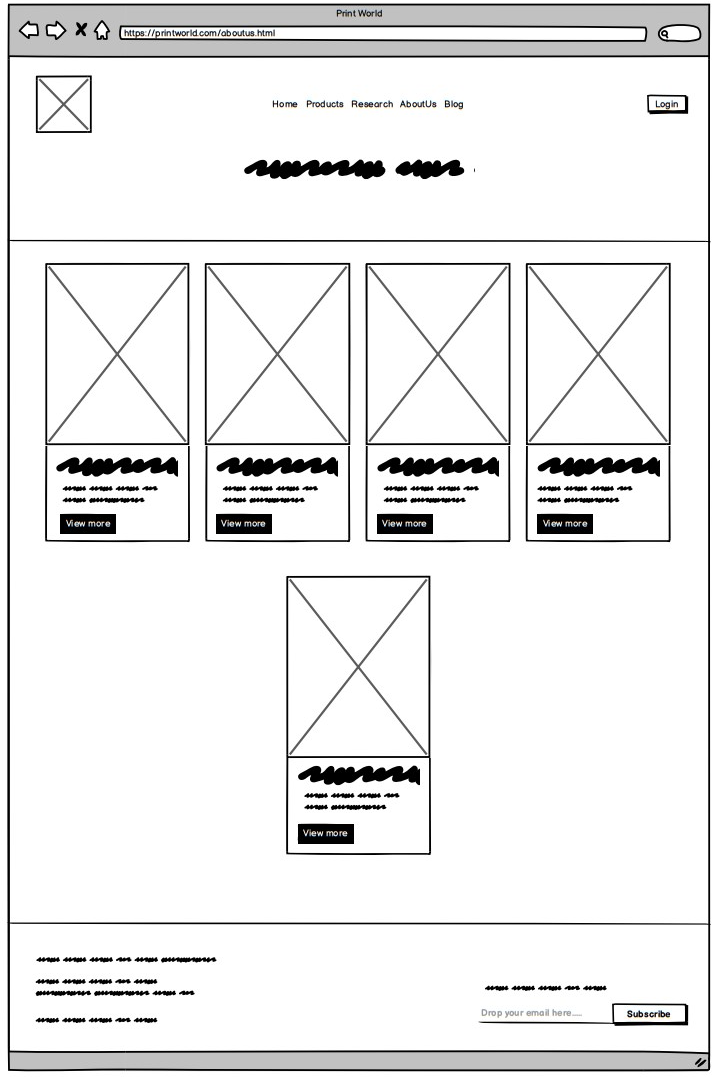 Print World
https://printworld.com/aboutus.html
Home Products Research AboutUs Blog
Login
View more View more View more View more
View more
Drop your email here.....
Subscribe